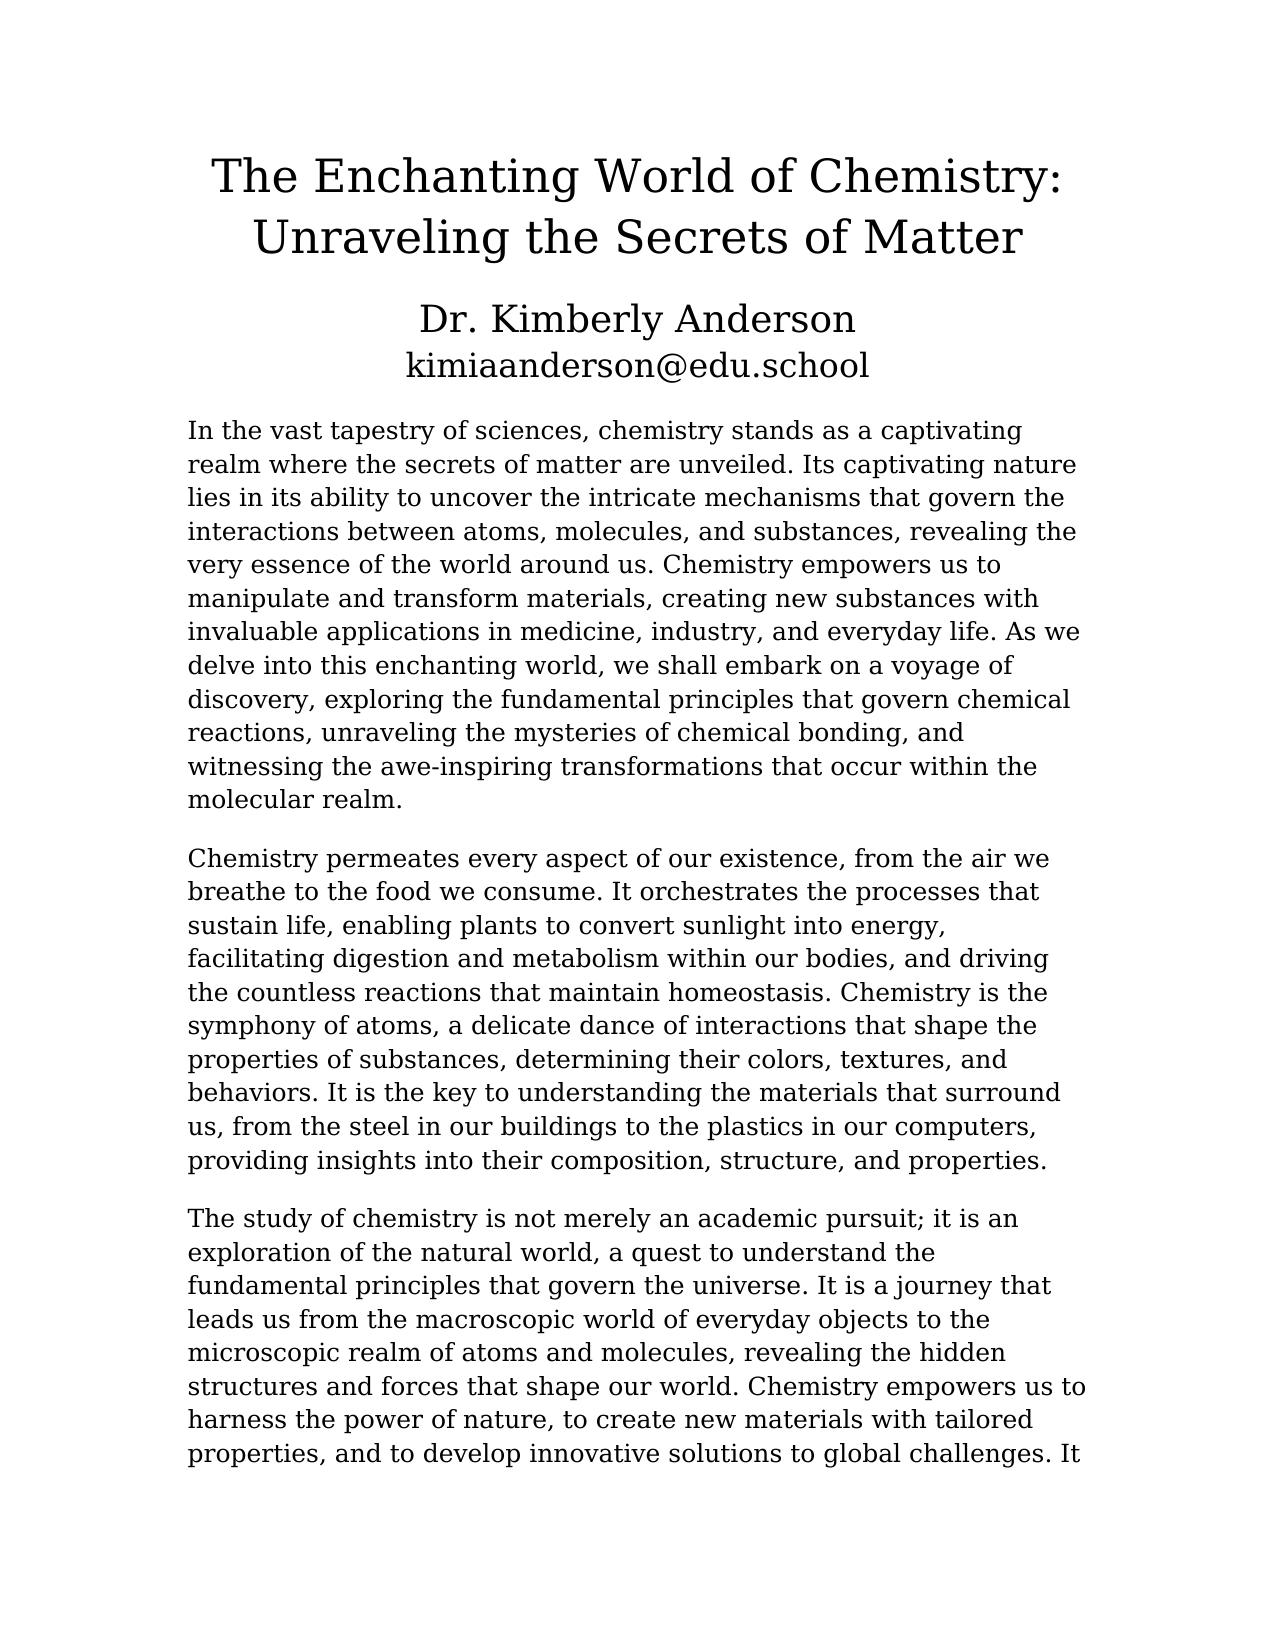 The Enchanting World of Chemistry:
Unraveling the Secrets of Matter
Dr. Kimberly Anderson
kimiaanderson@edu.school
In the vast tapestry of sciences, chemistry stands as a captivating
realm where the secrets of matter are unveiled. Its captivating nature
lies in its ability to uncover the intricate mechanisms that govern the
interactions between atoms, molecules, and substances, revealing the
very essence of the world around us. Chemistry empowers us to
manipulate and transform materials, creating new substances with
invaluable applications in medicine, industry, and everyday life. As we
delve into this enchanting world, we shall embark on a voyage of
discovery, exploring the fundamental principles that govern chemical
reactions, unraveling the mysteries of chemical bonding, and
witnessing the awe-inspiring transformations that occur within the
molecular realm.
Chemistry permeates every aspect of our existence, from the air we
breathe to the food we consume. It orchestrates the processes that
sustain life, enabling plants to convert sunlight into energy,
facilitating digestion and metabolism within our bodies, and driving
the countless reactions that maintain homeostasis. Chemistry is the
symphony of atoms, a delicate dance of interactions that shape the
properties of substances, determining their colors, textures, and
behaviors. It is the key to understanding the materials that surround
us, from the steel in our buildings to the plastics in our computers,
providing insights into their composition, structure, and properties.
The study of chemistry is not merely an academic pursuit; it is an
exploration of the natural world, a quest to understand the
fundamental principles that govern the universe. It is a journey that
leads us from the macroscopic world of everyday objects to the
microscopic realm of atoms and molecules, revealing the hidden
structures and forces that shape our world. Chemistry empowers us to
harness the power of nature, to create new materials with tailored
properties, and to develop innovative solutions to global challenges. It